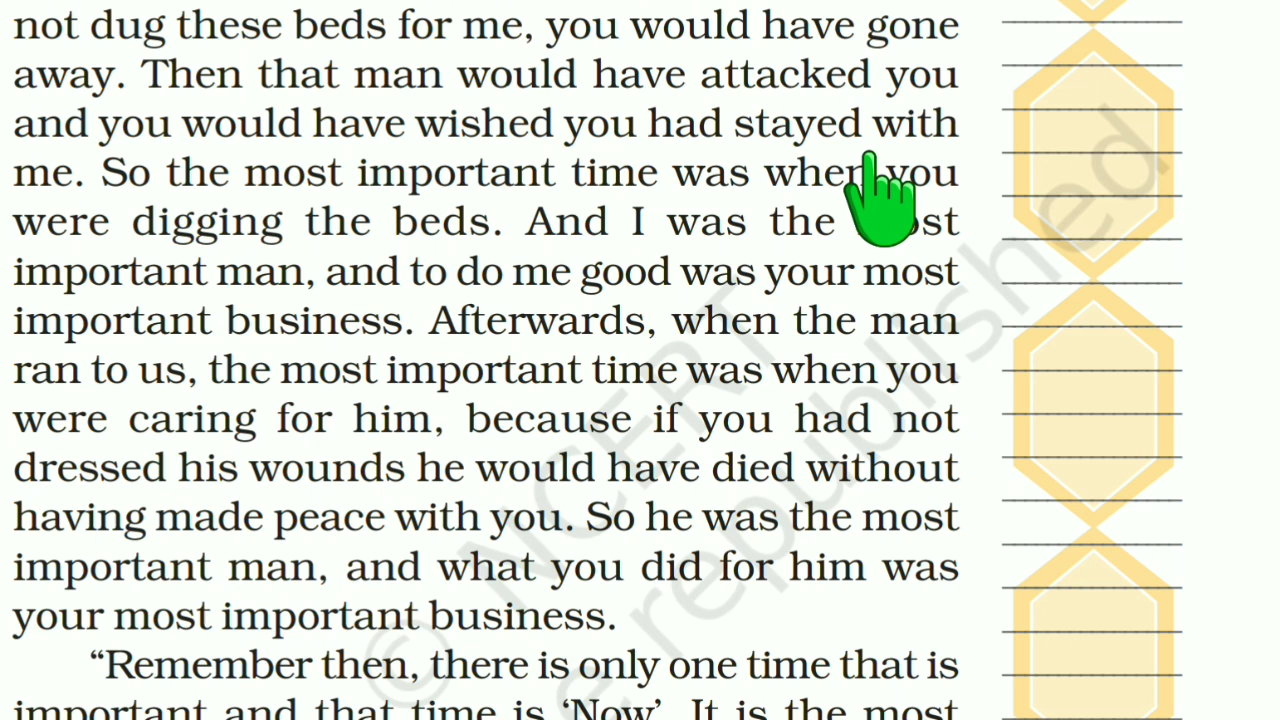 not dug these beds for me, you would have gone
away. Then that man would have attacked you
and you would have wished you had stayed with
me. So the most important time was when you
were digging the beds. And I was the most
important man, and to do me good was your most
important business. Afterwards, when the man
ran to us, the most important time was when you
were caring for him, because if you had not
dressed his wounds he would have died without
having made peace with you. So he was the most
important man, and what you did for him was
your most important business.
“Remember then, there is only one time that is
important and that time is ‘Now’. It is the most
© NCERT
republished